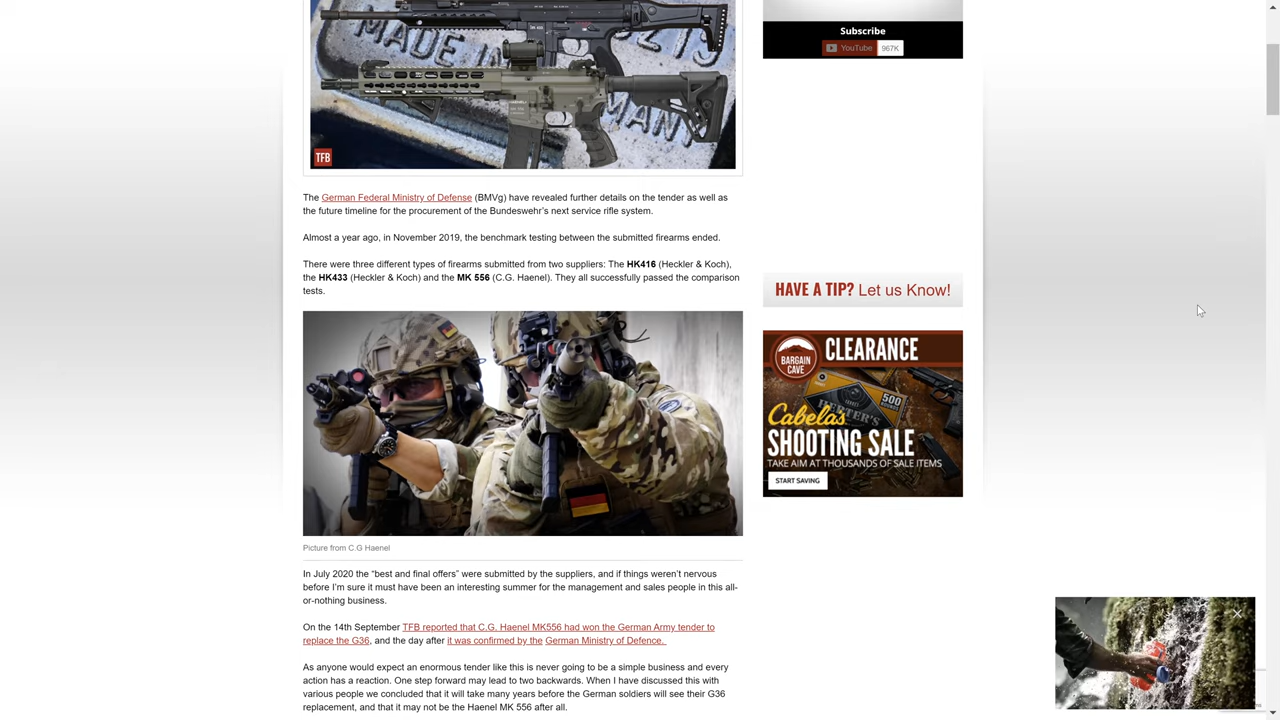 MADE IN
MAN
TFB
Subscribe
YouTube 967K
The German Federal Ministry of Defense (BMVg) have revealed further details on the tender as well as
the future timeline for the procurement of the Bundeswehr's next service rifle system.
Almost a year ago, in November 2019, the benchmark testing between the submitted firearms ended.
There were three different types of firearms submitted from two suppliers: The HK416 (Heckler & Koch),
the HK433 (Heckler & Koch) and the MK 556 (C.G. Haenel). They all successfully passed the comparison
tests.
Picture from C.G Haenel
In July 2020 the “best and final offers” were submitted by the suppliers, and if things weren’t nervous
before I’m sure it must have been an interesting summer for the management and sales people in this all-
or-nothing business.
On the 14th September TFB reported that C.G. Haenel MK556 had won the German Army tender to
replace the G36, and the day after it was confirmed by the German Ministry of Defence.
As anyone would expect an enormous tender like this is never going to be a simple business and every
action has a reaction. One step forward may lead to two backwards. When I have discussed this with
various people we concluded that it will take many years before the German soldiers will see their G36
replacement, and that it may not be the Haenel MK 556 after all.
HAVE A TIP? Let us Know!
BARGAIN
CAVE
CLEARANCE
500
HERTER'S
Cabela's
SHOOTING SALE
TAKE AIM AT THOUSANDS OF SALE ITEMS
START SAVING